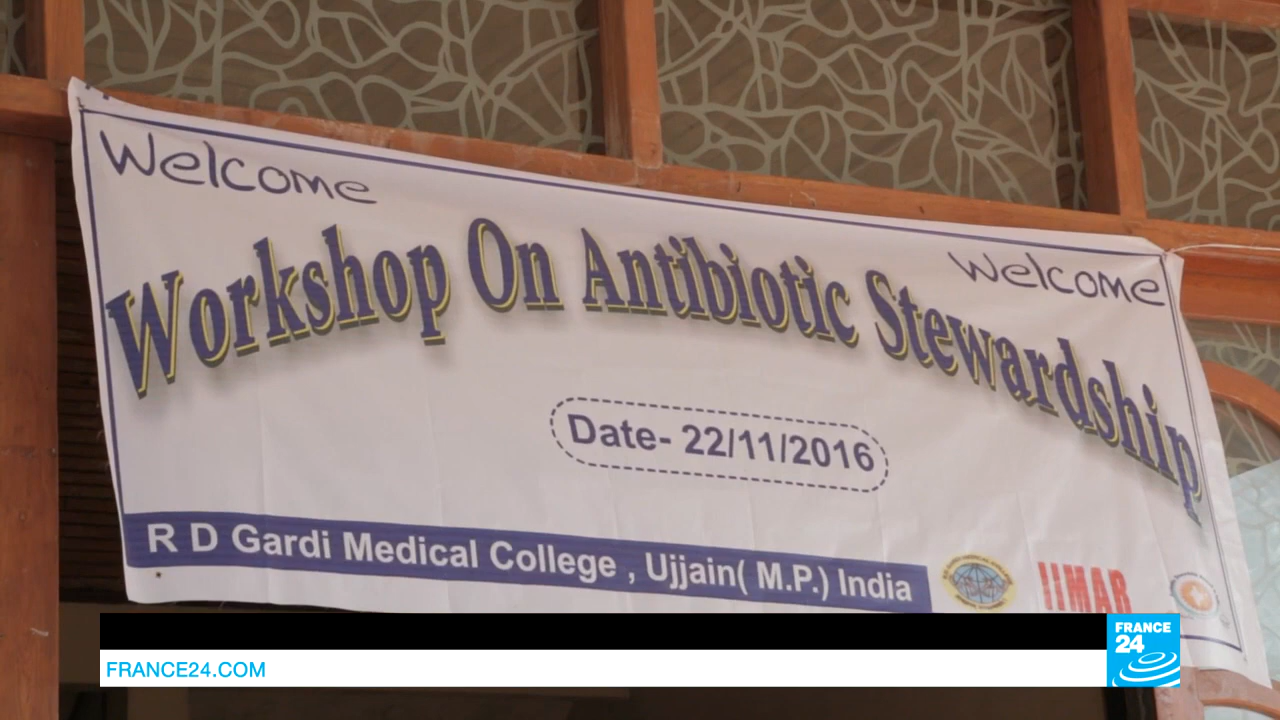 Welcome
Welcome
Workshop On Antibiotic Stewardship
Date- 22/11/2016
R D Gardi Medical College , Ujjain( M.P.) India
IIMAR
FRANCE 24
FRANCE24.COM